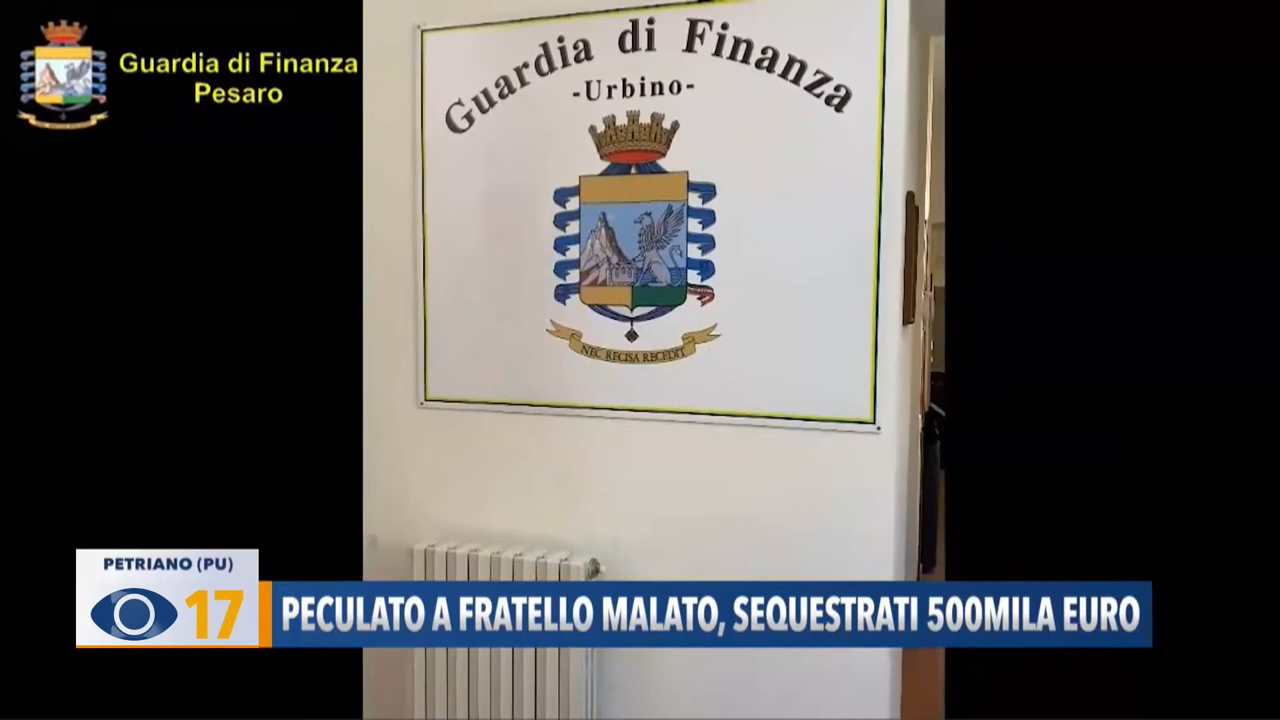 Guardia di Finanza
Pesaro
Guardia di Finanza
-Urbino-
NEC RECISA RECEDIT
PETRIANO (PU)
17
PECULATO A FRATELLO MALATO, SEQUESTRATI 500MILA EURO